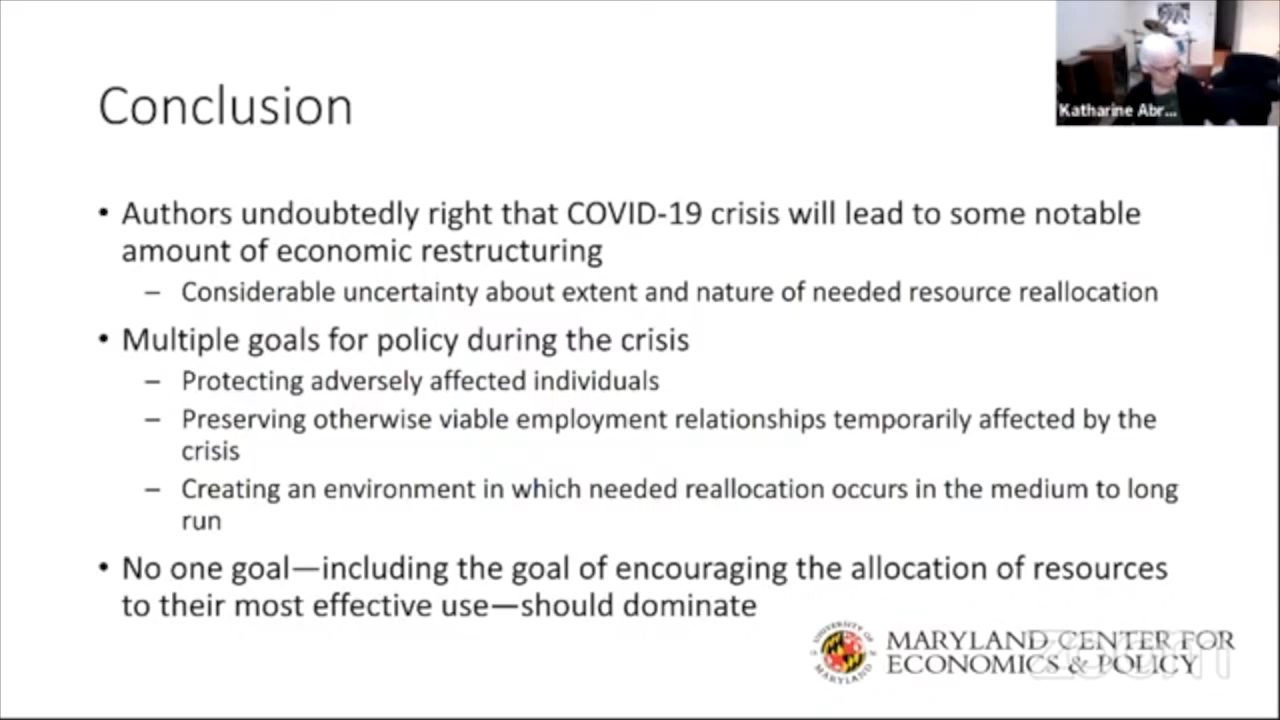 Conclusion
Katharine Abr...
• Authors undoubtedly right that COVID-19 crisis will lead to some notable
amount of economic restructuring
– Considerable uncertainty about extent and nature of needed resource reallocation
• Multiple goals for policy during the crisis
– Protecting adversely affected individuals
– Preserving otherwise viable employment relationships temporarily affected by the
crisis
– Creating an environment in which needed reallocation occurs in the medium to long
run
• No one goal—including the goal of encouraging the allocation of resources
to their most effective use—should dominate
UNIVERSITY OF
MARYLAND
MARYLAND CENTER FOR
ECONOMICS & POLICY
zoom